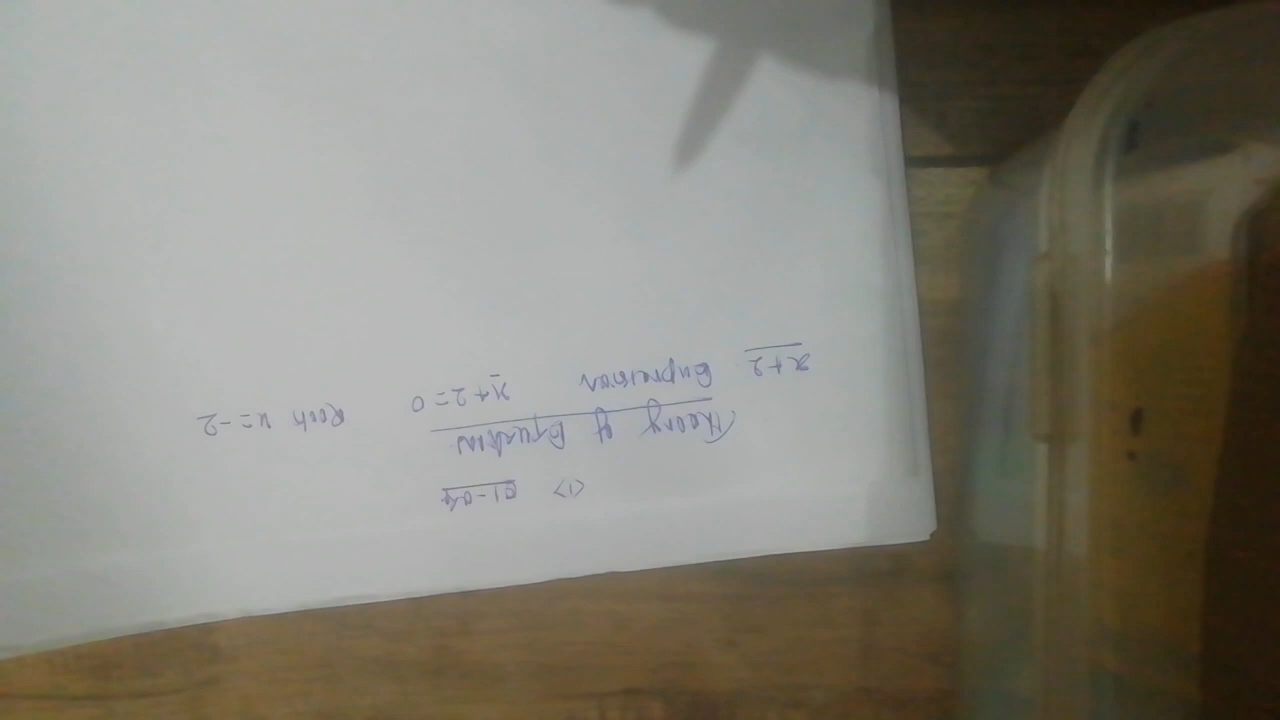 <1>
Theory of Equation
x+2 Expression x+2=0 Root x=-2